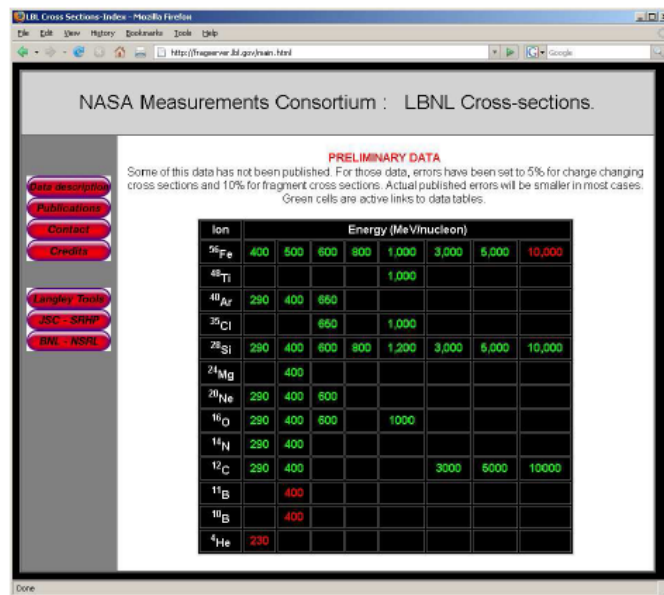 LBL Cross Sections-Index - Mozilla Firefox
File Edit View History Bookmarks Tools Help
http://fragserver.lbl.gov/main.html
Google
NASA Measurements Consortium : LBNL Cross-sections.
Data description
Publications
Contact
Credits
Langley Tools
JSC - SRHP
BNL - NSRL
PRELIMINARY DATA
Some of this data has not been published. For those data, errors have been set to 5% for charge changing
cross sections and 10% for fragment cross sections. Actual published errors will be smaller in most cases.
Green cells are active links to data tables.
Ion Energy (MeV/nucleon)
⁵⁶Fe 400 500 600 800 1,000 3,000 5,000 10,000
⁴⁸Ti 1,000
⁴⁰Ar 290 400 650
³⁵Cl 650 1,000
²⁸Si 290 400 600 800 1,200 3,000 5,000 10,000
²⁴Mg 400
²⁰Ne 290 400 600
¹⁶O 290 400 600 1000
¹⁴N 290 400
¹²C 290 400 3000 5000 10000
¹¹B 400
¹⁰B 400
⁴He 230
Done